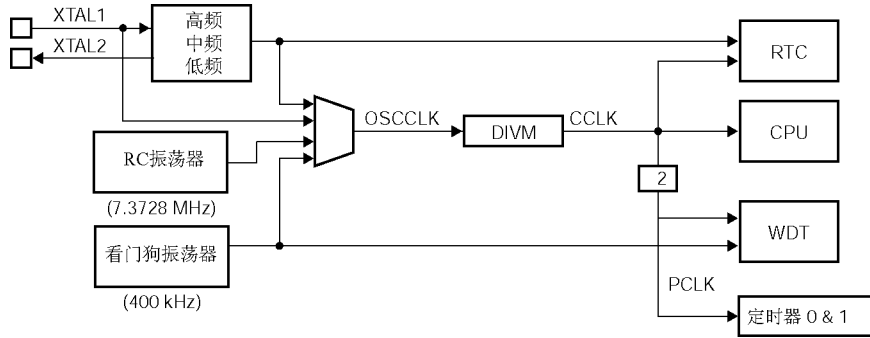 XTAL1
XTAL2
高频
中频
低频
RTC
OSCCLK
DIVM
CCLK
CPU
RC振荡器
(7.3728 MHz)
2
看门狗振荡器
(400 kHz)
WDT
PCLK
定时器 0 & 1